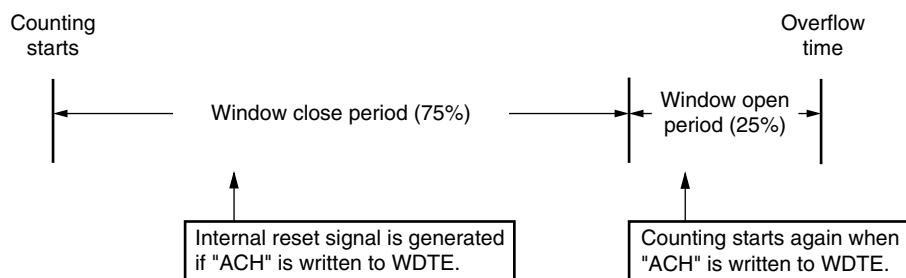 Counting
starts
Overflow
time
Window close period (75%)
Window open
period (25%)
Internal reset signal is generated
if "ACH" is written to WDTE.
Counting starts again when
"ACH" is written to WDTE.